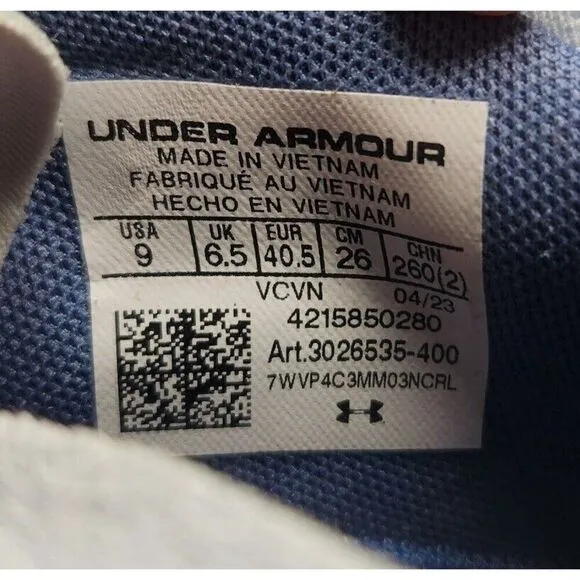 UNDER ARMOUR
MADE IN VIETNAM
FABRIQUÉ AU VIETNAM
HECHO EN VIETNAM
USA UK EUR CM CHN
9 6.5 40.5 26 260(2)
VCVN 04/23
4215850280
Art.3026535-400
7WVP4C3MM03NCRL